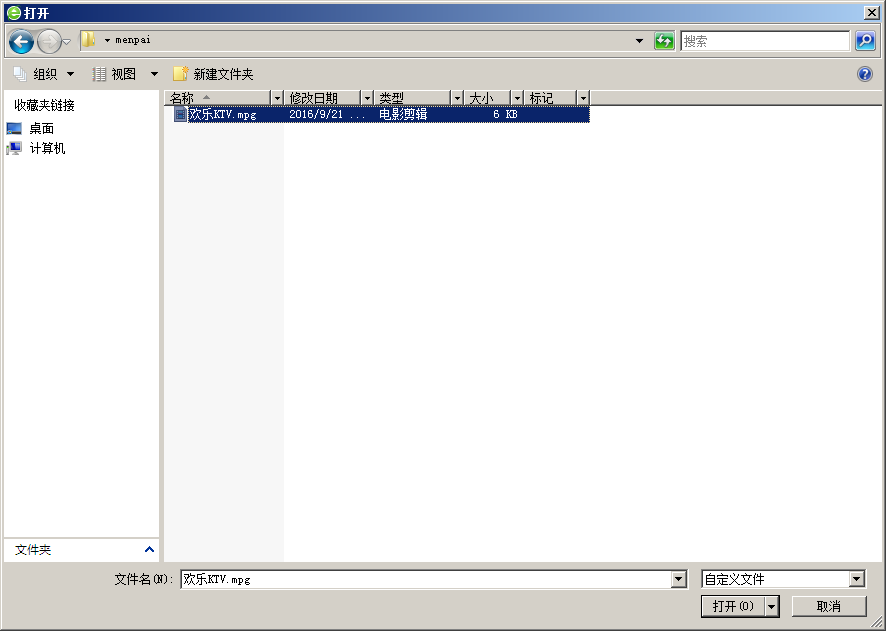 打开
menpai
搜索
组织 视图 新建文件夹
收藏夹链接
桌面
计算机
名称 修改日期 类型 大小 标记
欢乐KTV.mpg 2016/9/21 ... 电影剪辑 6 KB
文件夹
文件名(N): 欢乐KTV.mpg 自定义文件
打开(O) 取消